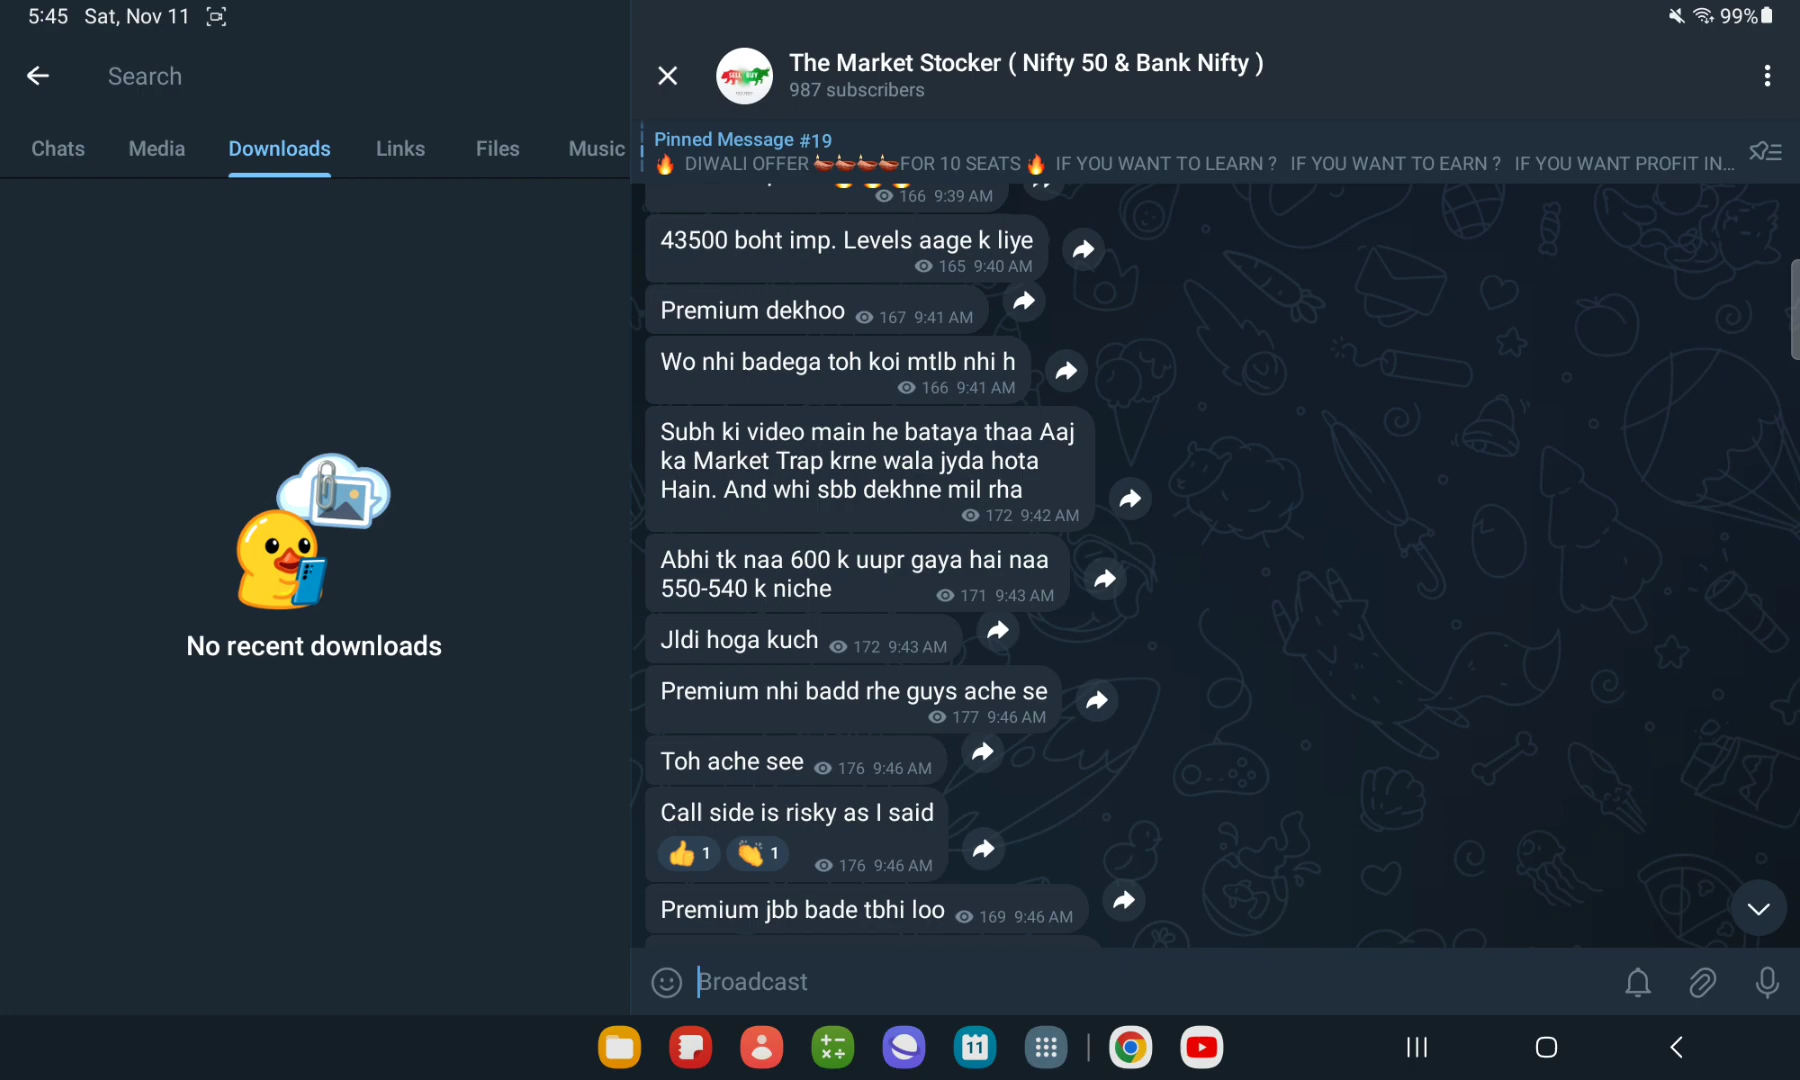 5:45 Sat, Nov 11
99%
Search
Chats Media Downloads Links Files Music
No recent downloads
SELL BUY
The Market Stocker ( Nifty 50 & Bank Nifty )
987 subscribers
Pinned Message #19
🔥 DIWALI OFFER 🪔🪔🪔🪔FOR 10 SEATS 🔥 IF YOU WANT TO LEARN ? IF YOU WANT TO EARN ? IF YOU WANT PROFIT IN...
166 9:39 AM
43500 boht imp. Levels aage k liye
165 9:40 AM
Premium dekhoo 167 9:41 AM
Wo nhi badega toh koi mtlb nhi h
166 9:41 AM
Subh ki video main he bataya thaa Aaj
ka Market Trap krne wala jyda hota
Hain. And whi sbb dekhne mil rha
172 9:42 AM
Abhi tk naa 600 k uupr gaya hai naa
550-540 k niche 171 9:43 AM
Jldi hoga kuch 172 9:43 AM
Premium nhi badd rhe guys ache se
177 9:46 AM
Toh ache see 176 9:46 AM
Call side is risky as I said
👍 1 👏 1 176 9:46 AM
Premium jbb bade tbhi loo 169 9:46 AM
Broadcast
11